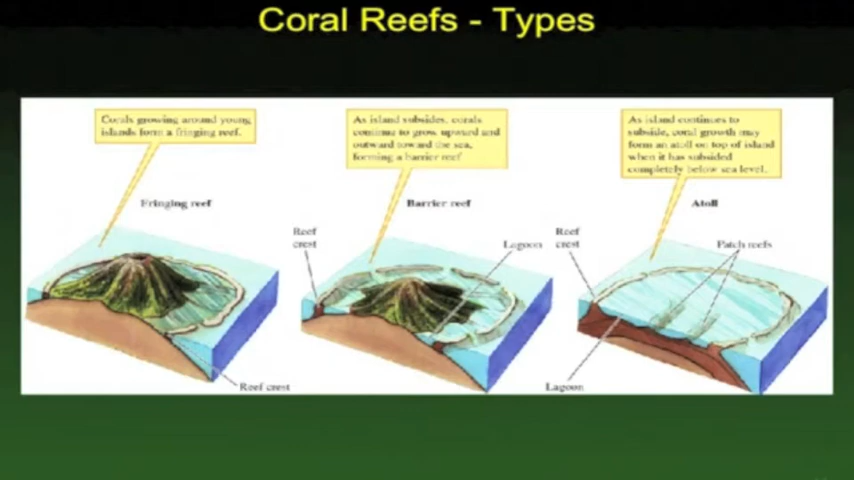 Coral Reefs - Types
Corals growing around young
islands form a fringing reef.
As island subsides, corals
continue to grow upward and
outward toward the sea,
forming a barrier reef
As island continues to
subside, coral growth may
form an atoll on top of island
when it has subsided
completely below sea level.
Fringing reef
Barrier reef
Atoll
Reef
crest
Lagoon
Reef
crest
Patch reefs
Reef crest
Lagoon